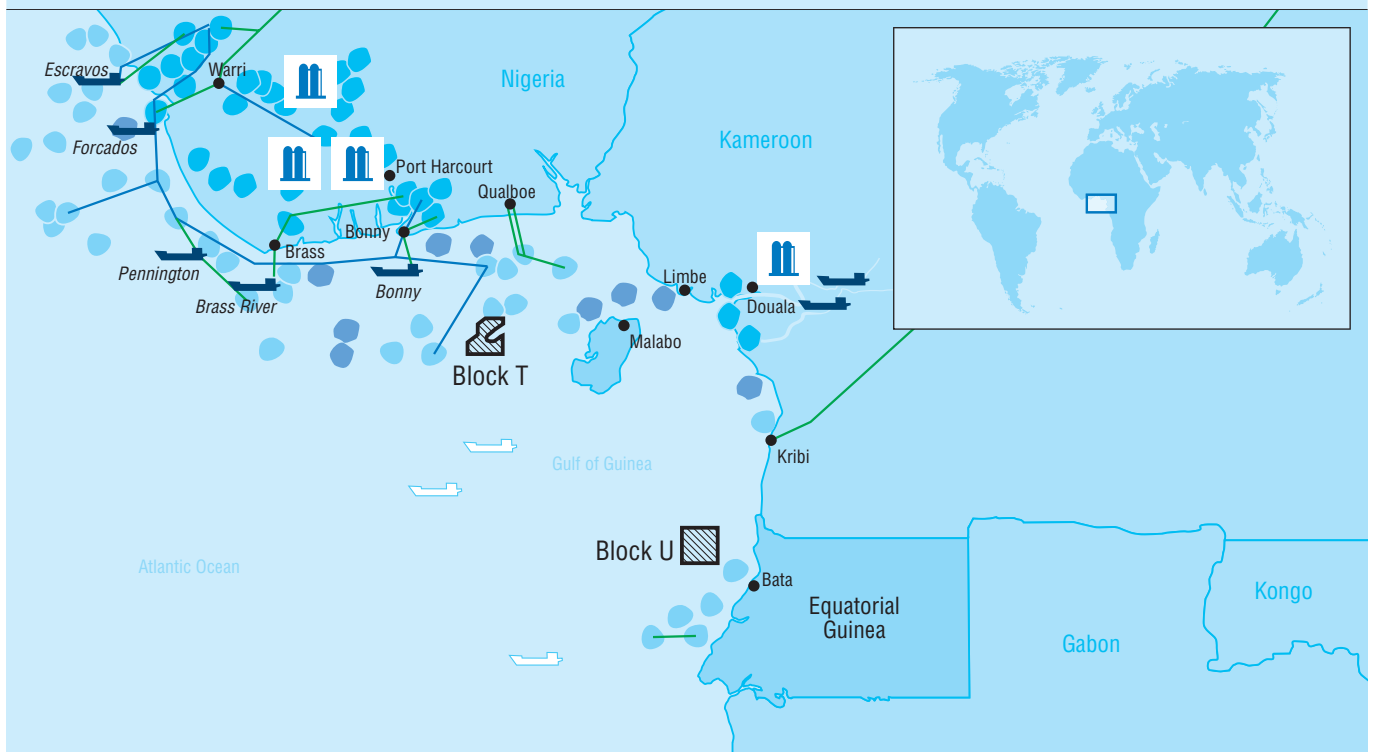 Nigeria
Escravos
Warri
Kameroon
Forcados
Port Harcourt
Qualboe
Bonny
Brass
Pennington
Limbe
Brass River
Bonny
Douala
Malabo
Block T
Kribi
Gulf of Guinea
Block U
Atlantic Ocean
Bata
Equatorial
Guinea
Kongo
Gabon